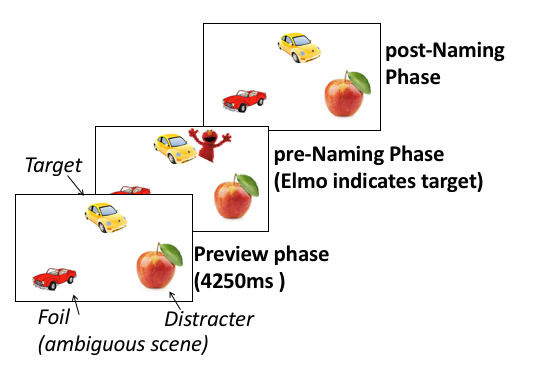 post-Naming
Phase
pre-Naming Phase
(Elmo indicates target)
Target
Preview phase
(4250ms )
Foil
(ambiguous scene)
Distracter